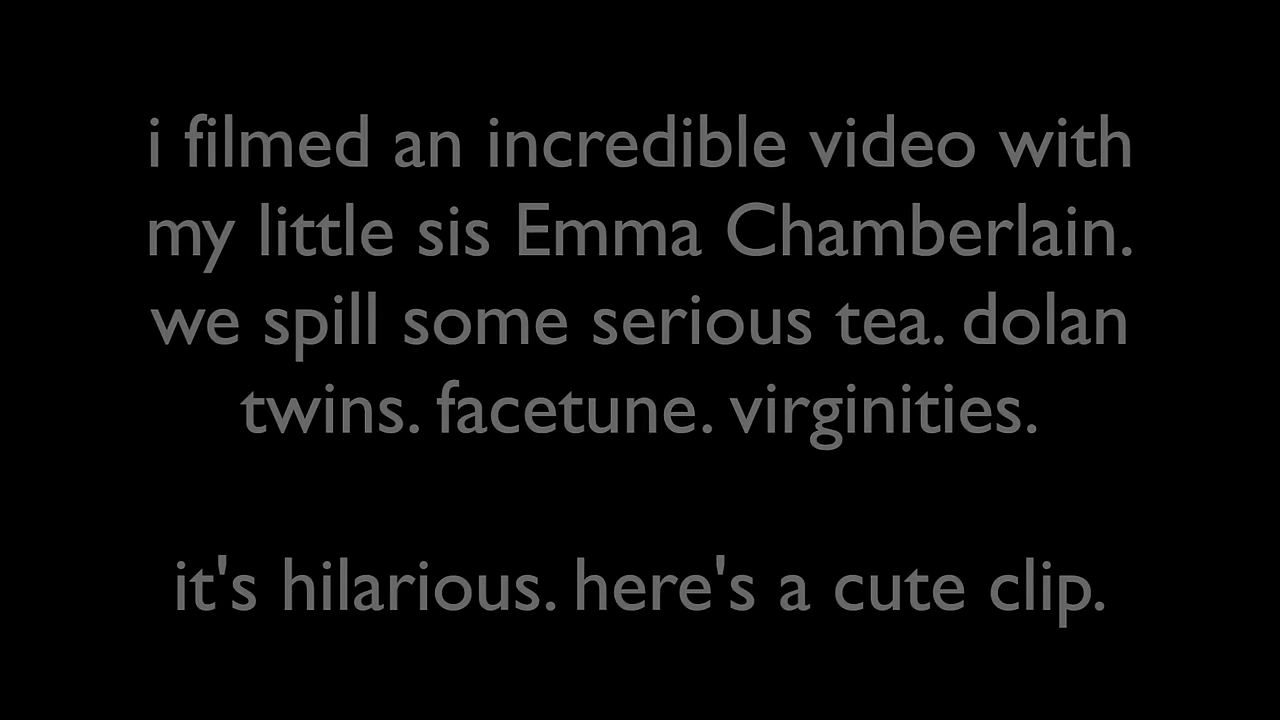 i filmed an incredible video with
my little sis Emma Chamberlain.
we spill some serious tea. dolan
twins. facetune. virginities.
it's hilarious. here's a cute clip.